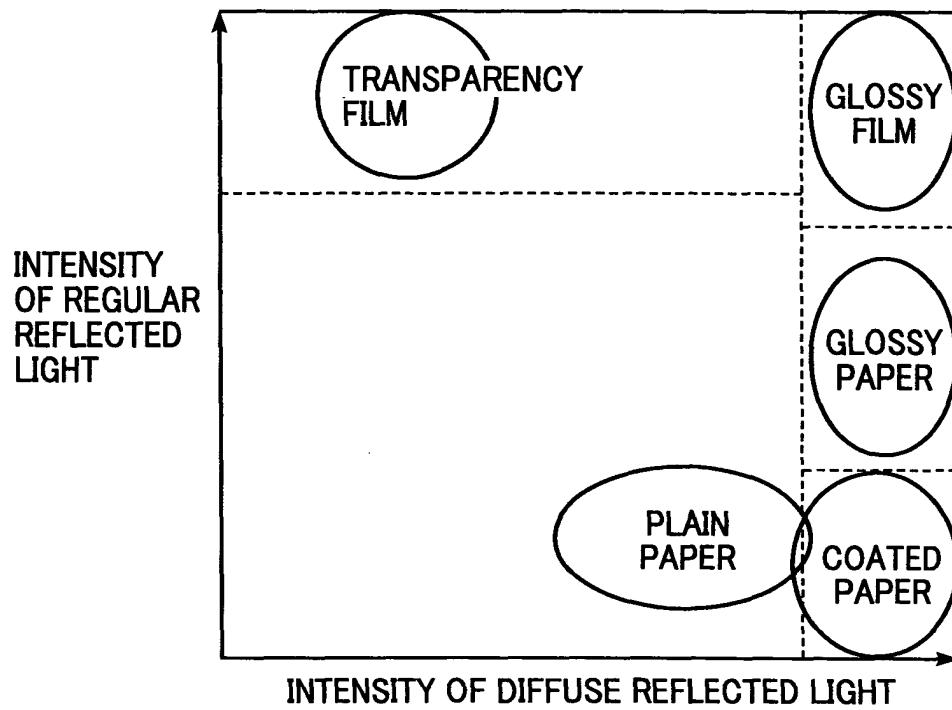 TRANSPARENCY
FILM
GLOSSY
FILM
INTENSITY
OF REGULAR
REFLECTED
LIGHT
GLOSSY
PAPER
PLAIN
PAPER
COATED
PAPER
INTENSITY OF DIFFUSE REFLECTED LIGHT